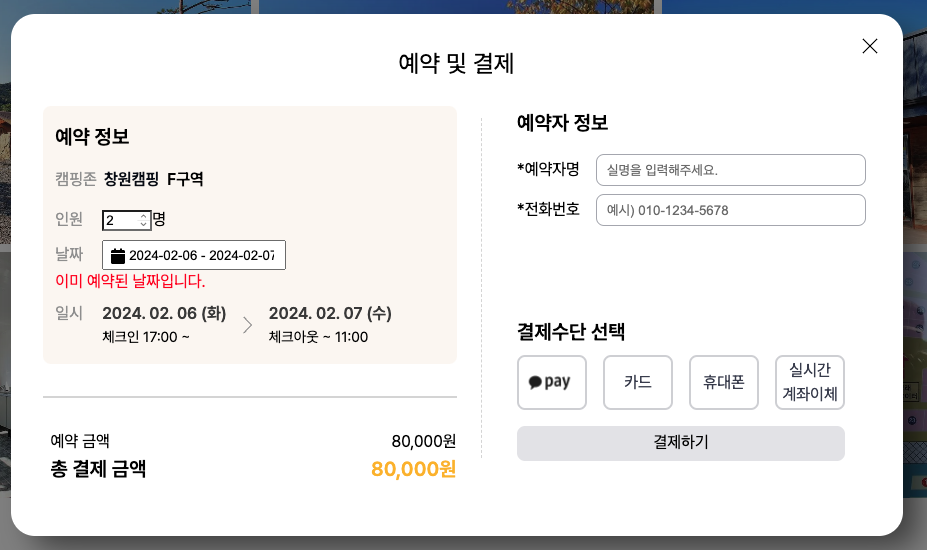 예약 및 결제
예약 정보
캠핑존 창원캠핑 F구역
인원 2 명
날짜 2024-02-06 - 2024-02-07
이미 예약된 날짜입니다.
일시 2024. 02. 06 (화) 2024. 02. 07 (수)
체크인 17:00 ~ 체크아웃 ~ 11:00
예약 금액 80,000원
총 결제 금액 80,000원
예약자 정보
*예약자명 실명을 입력해주세요.
*전화번호 예시) 010-1234-5678
결제수단 선택
pay 카드 휴대폰 실시간
계좌이체
결제하기